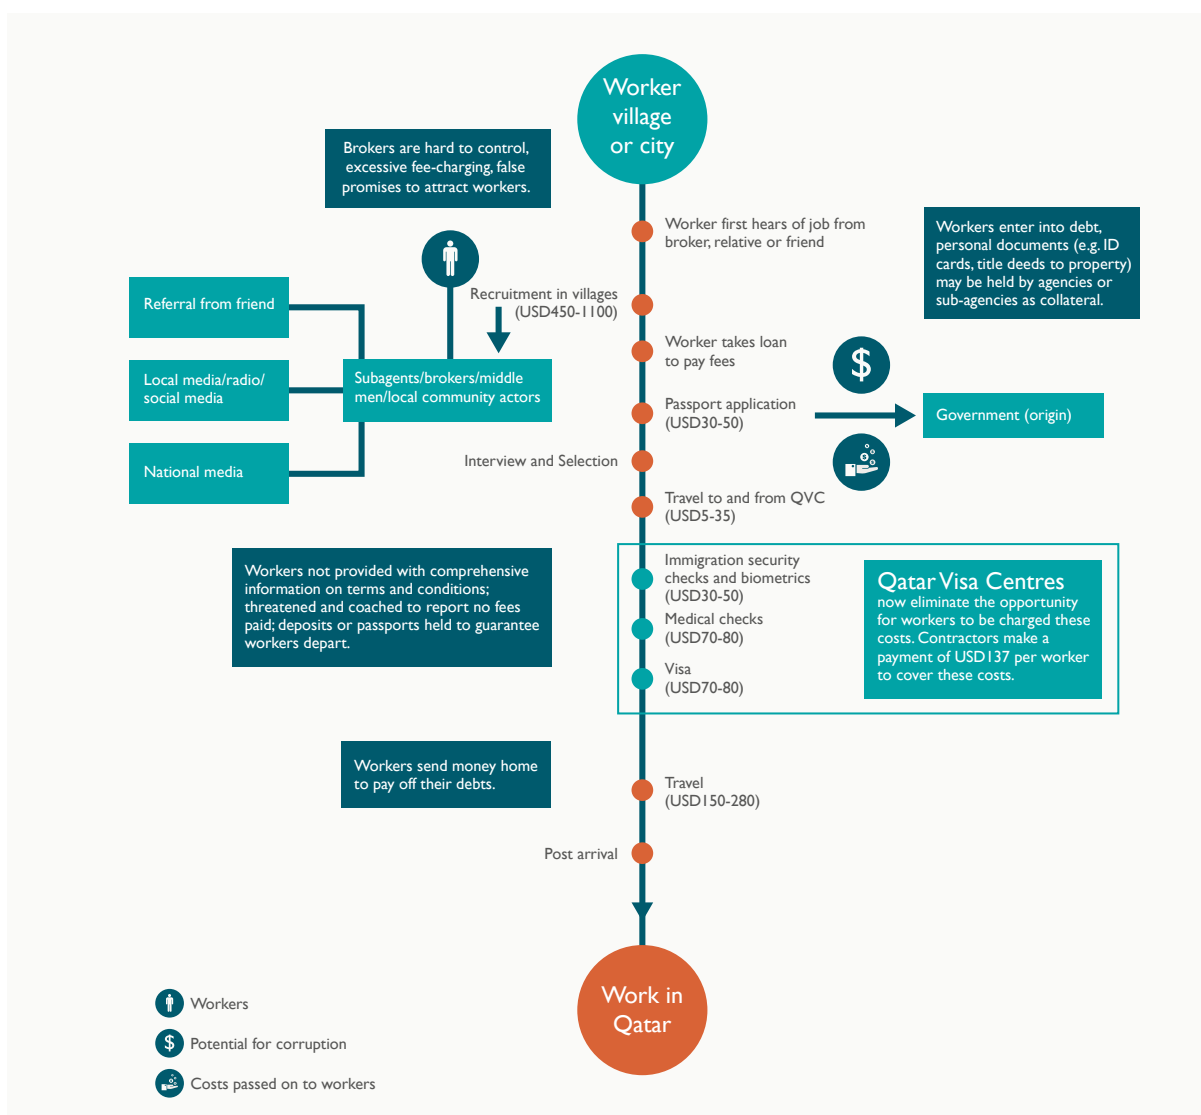 Worker
village
or city
Brokers are hard to control,
excessive fee-charging, false
promises to attract workers.
Worker first hears of job from
broker, relative or friend
Workers enter into debt,
personal documents (e.g. ID
cards, title deeds to property)
may be held by agencies or
sub-agencies as collateral.
Referral from friend
Recruitment in villages
(USD450-1100)
Worker takes loan
to pay fees
$
Local media/radio/
social media
Subagents/brokers/middle
men/local community actors
Passport application
(USD30-50)
Government (origin)
National media
Interview and Selection
$
Travel to and from QVC
(USD5-35)
Workers not provided with comprehensive
information on terms and conditions;
threatened and coached to report no fees
paid; deposits or passports held to guarantee
workers depart.
Immigration security
checks and biometrics
(USD30-50)
Medical checks
(USD70-80)
Visa
(USD70-80)
Qatar Visa Centres
now eliminate the opportunity
for workers to be charged these
costs. Contractors make a
payment of USD137 per worker
to cover these costs.
Workers send money home
to pay off their debts.
Travel
(USD150-280)
Post arrival
Work in
Qatar
Workers
$ Potential for corruption
Costs passed on to workers